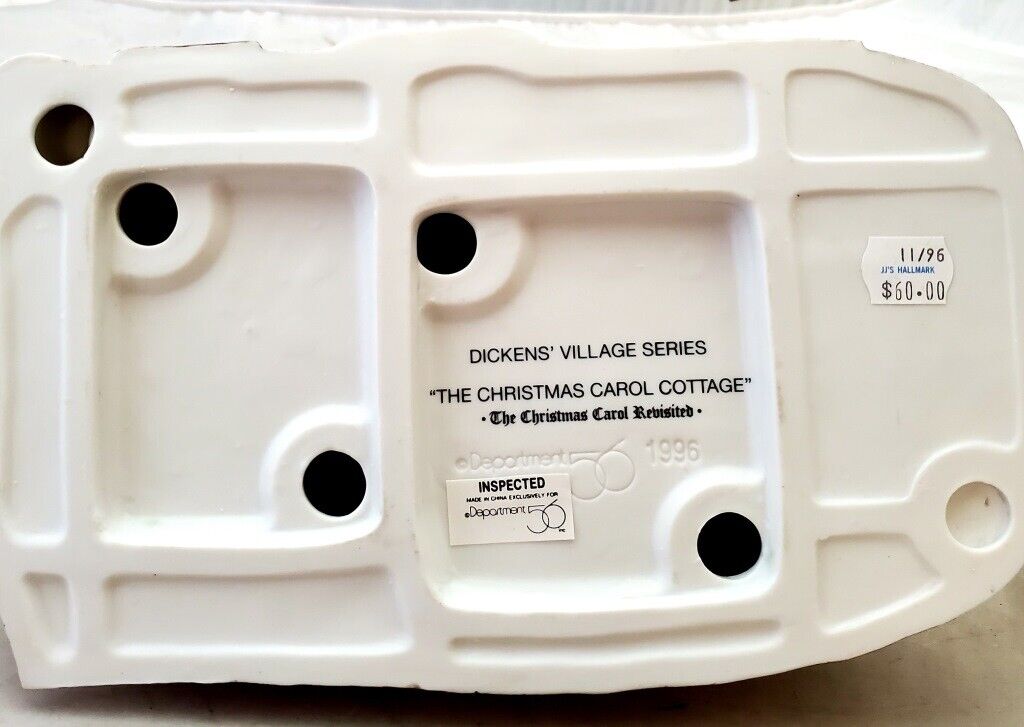 11/96
JJ'S HALLMARK
$60.00
DICKENS' VILLAGE SERIES
"THE CHRISTMAS CAROL COTTAGE"
• The Christmas Carol Revisited •
©Department 56 1996
INSPECTED
MADE IN CHINA EXCLUSIVELY FOR
©Department 56 INC